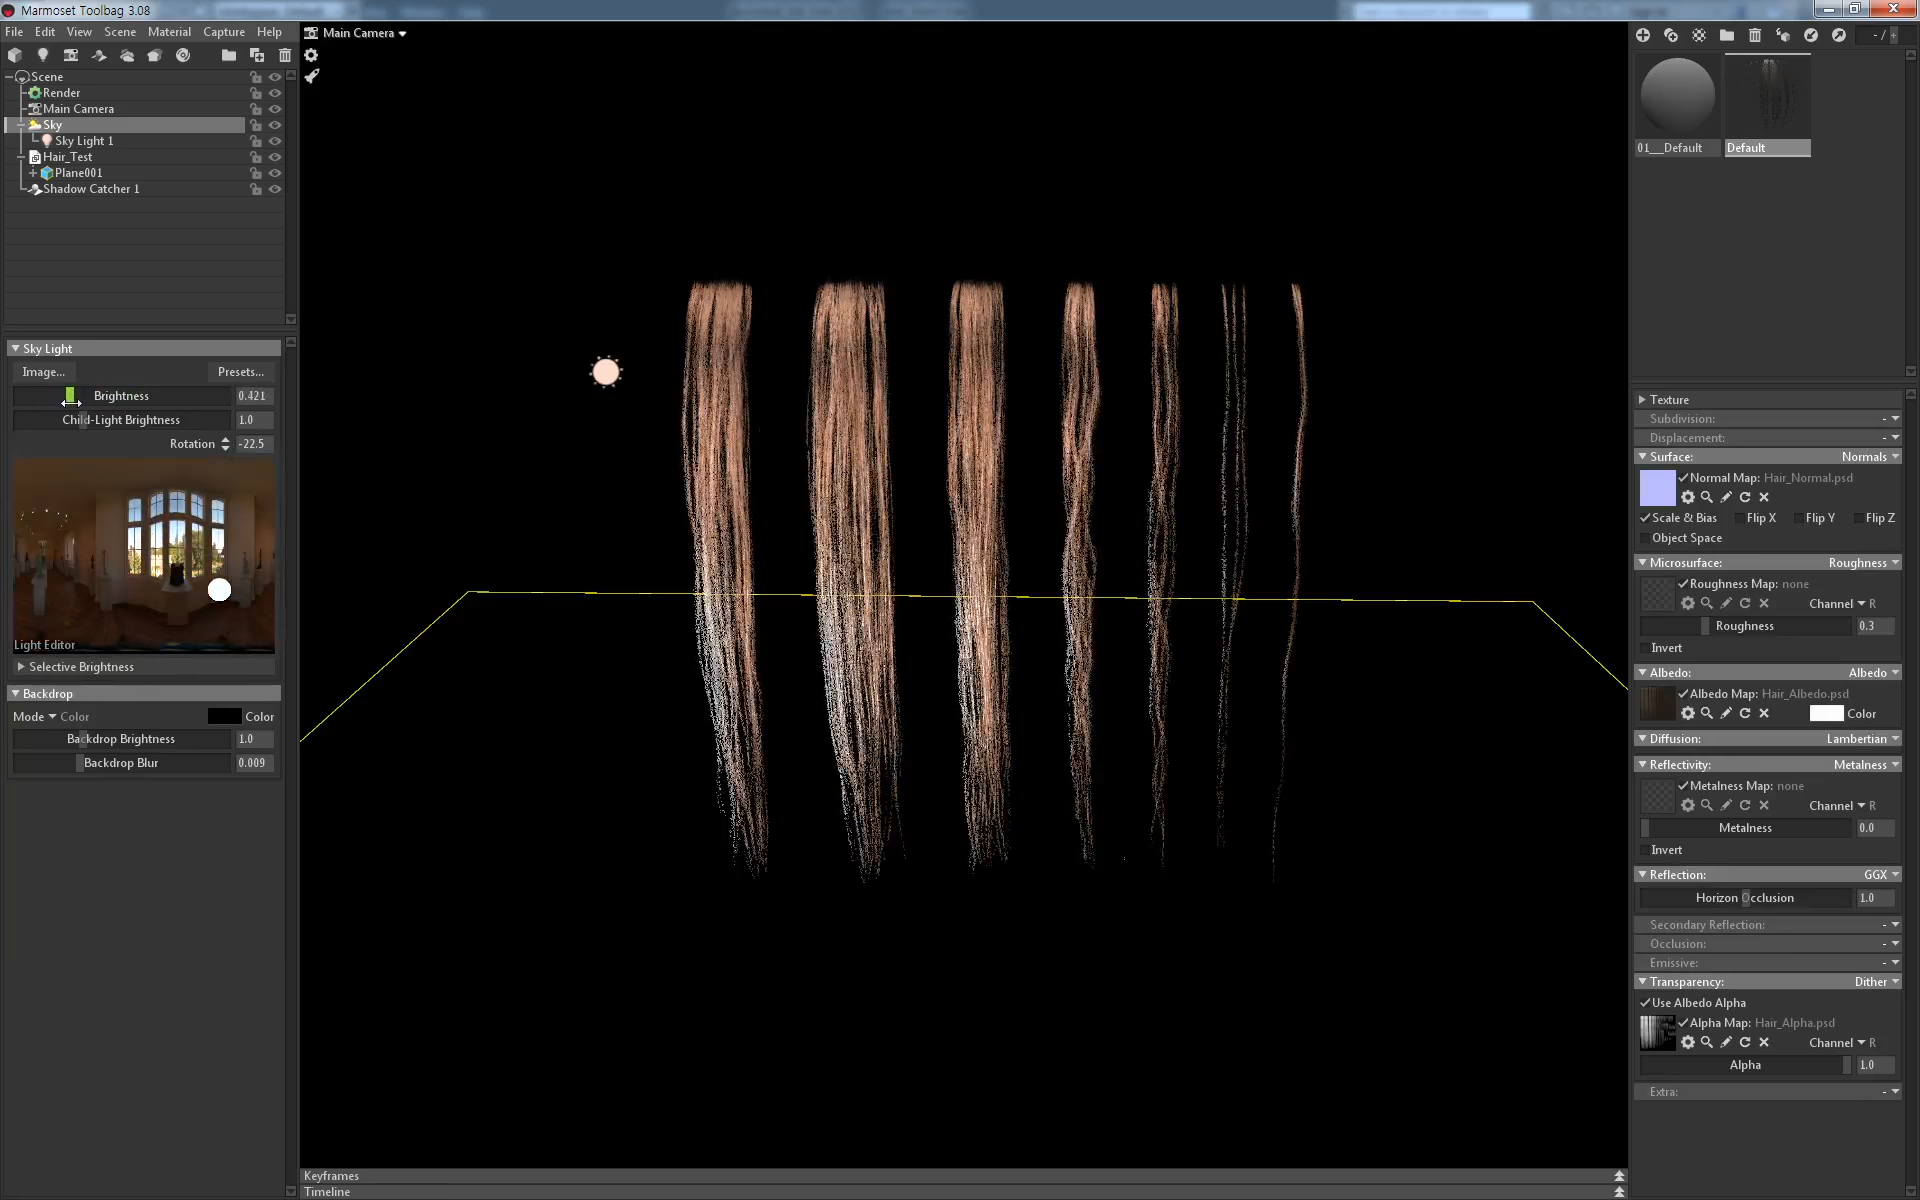 Marmoset Toolbag 3.08
File Edit View Scene Material Capture Help
Main Camera
- / +
Scene
Render
Main Camera
Sky
Sky Light 1
Hair_Test
Plane001
Shadow Catcher 1
01__Default
Default
Sky Light
Image...
Presets...
Brightness 0.421
Child-Light Brightness 1.0
Rotation -22.5
Light Editor
Selective Brightness
Backdrop
Mode Color Color
Backdrop Brightness 1.0
Backdrop Blur 0.009
Texture
Subdivision: -
Displacement: -
Surface: Normals
Normal Map: Hair_Normal.psd
Scale & Bias Flip X Flip Y Flip Z
Object Space
Microsurface: Roughness
Roughness Map: none
Channel R
Roughness 0.3
Invert
Albedo: Albedo
Albedo Map: Hair_Albedo.psd
Color
Diffusion: Lambertian
Reflectivity: Metalness
Metalness Map: none
Channel R
Metalness 0.0
Invert
Reflection: GGX
Horizon Occlusion 1.0
Secondary Reflection: -
Occlusion: -
Emissive: -
Transparency: Dither
Use Albedo Alpha
Alpha Map: Hair_Alpha.psd
Channel R
Alpha 1.0
Extra: -
Keyframes
Timeline